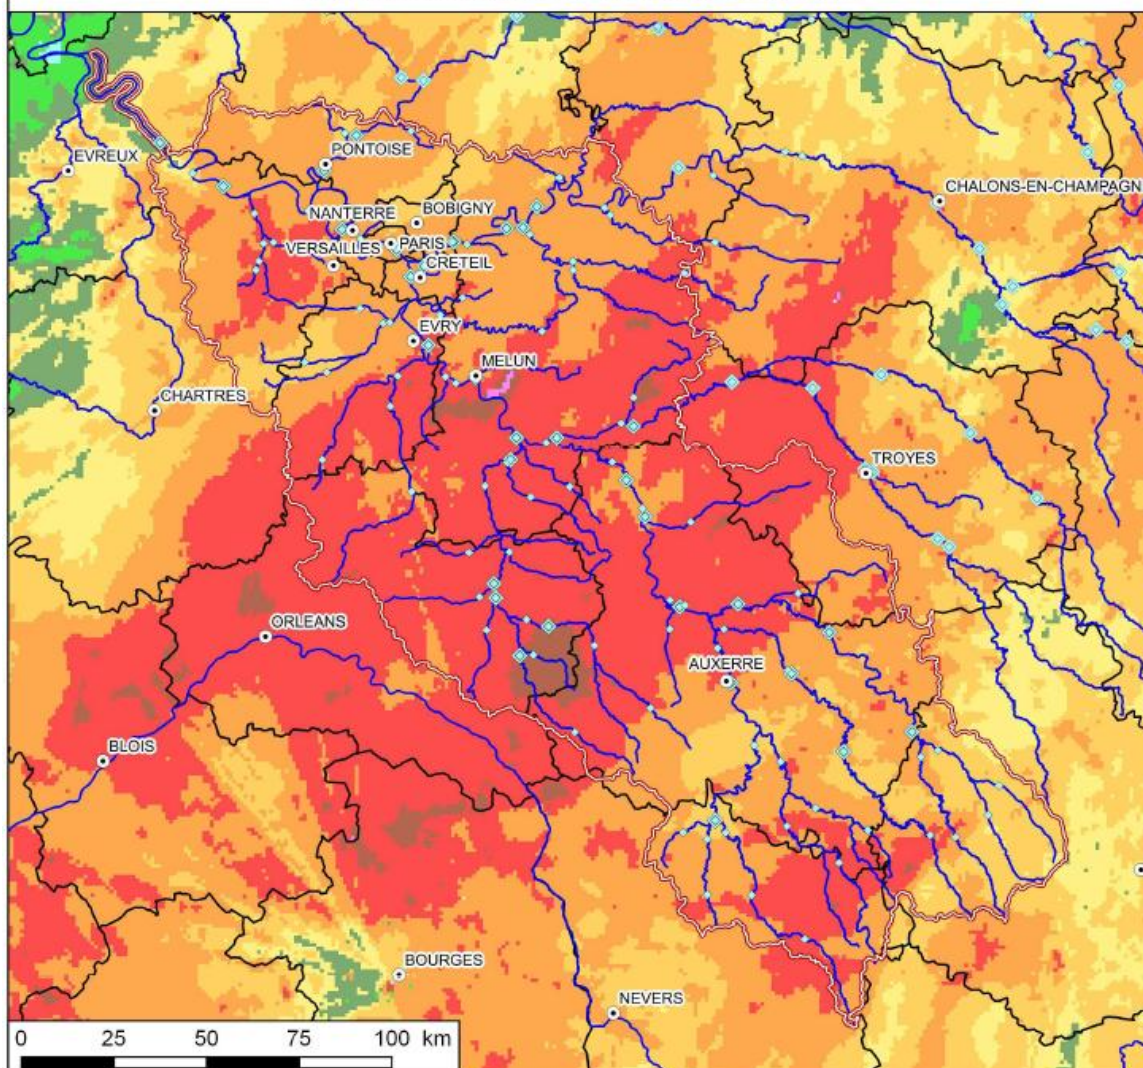 PONTOISE
EVREUX
CHALONS-EN-CHAMPAGN
NANTERRE
BOBIGNY
PARIS
VERSAILLES
CRETEIL
EVRY
MELUN
CHARTRES
TROYES
ORLEANS
AUXERRE
BLOIS
BOURGES
NEVERS
0 25 50 75 100 km